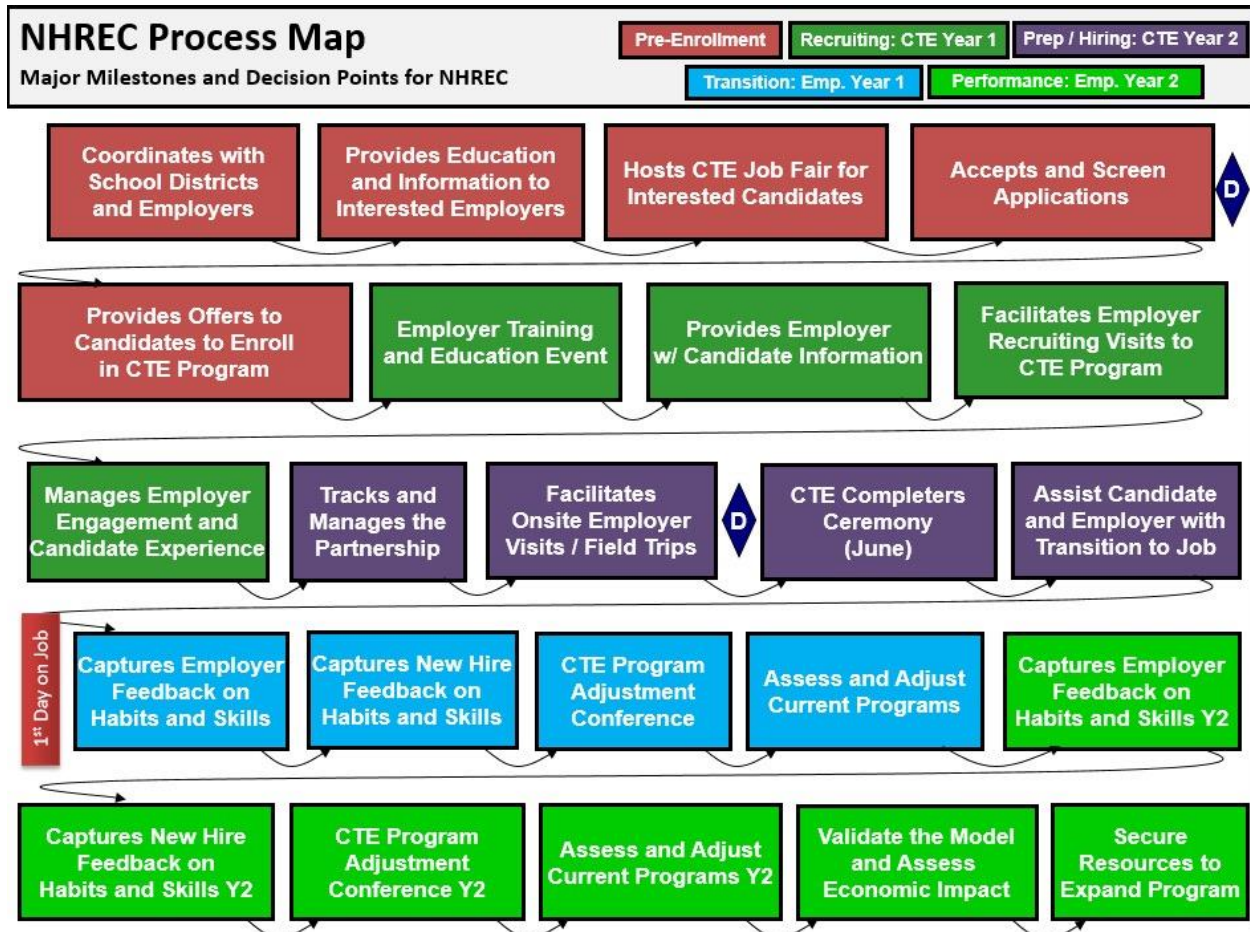 NHREC Process Map
Major Milestones and Decision Points for NHREC
Pre-Enrollment
Recruiting: CTE Year 1
Prep / Hiring: CTE Year 2
Transition: Emp. Year 1
Performance: Emp. Year 2
Coordinates with
School Districts
and Employers
Provides Education
and Information to
Interested Employers
Hosts CTE Job Fair for
Interested Candidates
Accepts and Screen
Applications
D
Provides Offers to
Candidates to Enroll
in CTE Program
Employer Training
and Education Event
Provides Employer
w/ Candidate Information
Facilitates Employer
Recruiting Visits to
CTE Program
Manages Employer
Engagement and
Candidate Experience
Tracks and
Manages the
Partnership
Facilitates
Onsite Employer
Visits / Field Trips
D
CTE Completers
Ceremony
(June)
Assist Candidate
and Employer with
Transition to Job
1st Day on Job
Captures Employer
Feedback on
Habits and Skills
Captures New Hire
Feedback on
Habits and Skills
CTE Program
Adjustment
Conference
Assess and Adjust
Current Programs
Captures Employer
Feedback on
Habits and Skills Y2
Captures New Hire
Feedback on
Habits and Skills Y2
CTE Program
Adjustment
Conference Y2
Assess and Adjust
Current Programs Y2
Validate the Model
and Assess
Economic Impact
Secure
Resources to
Expand Program